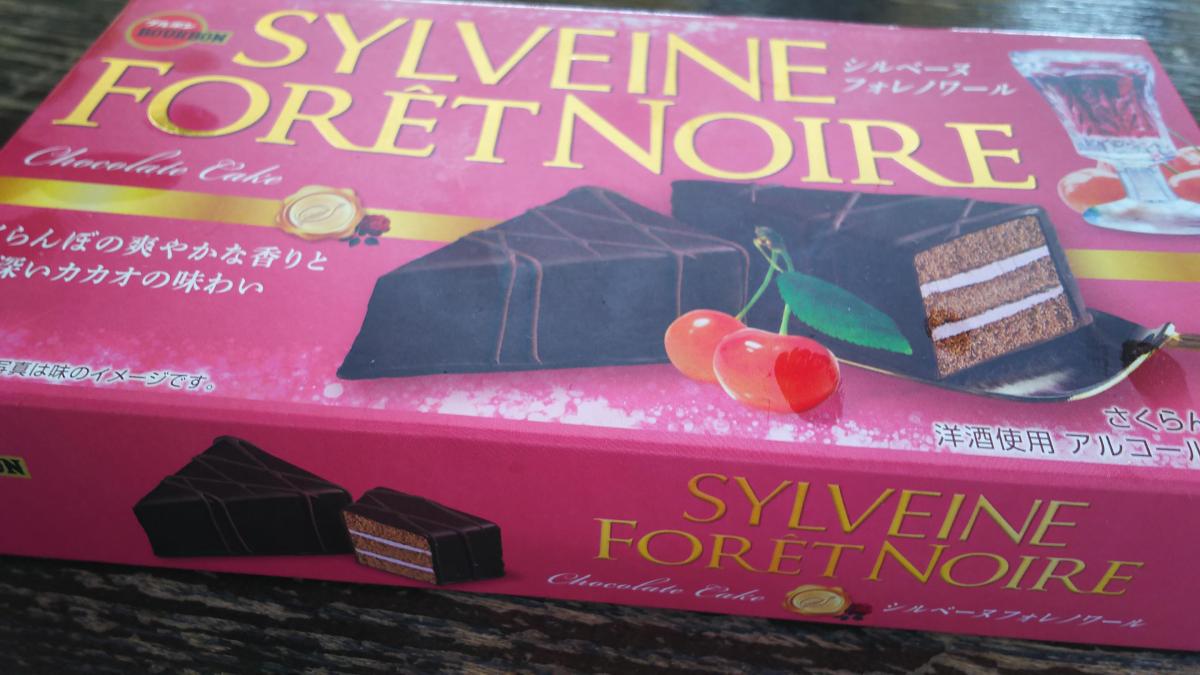 ブルボン
BOURBON
SYLVEINE
FORÊT NOIRE
シルベーヌ
フォレノワール
Chocolate Cake
くらんぼの爽やかな香りと
深いカカオの味わい
写真は味のイメージです。
さくらん
洋酒使用 アルコール
ON
SYLVEINE
FORÊT NOIRE
Chocolate Cake
シルベーヌフォレノワール